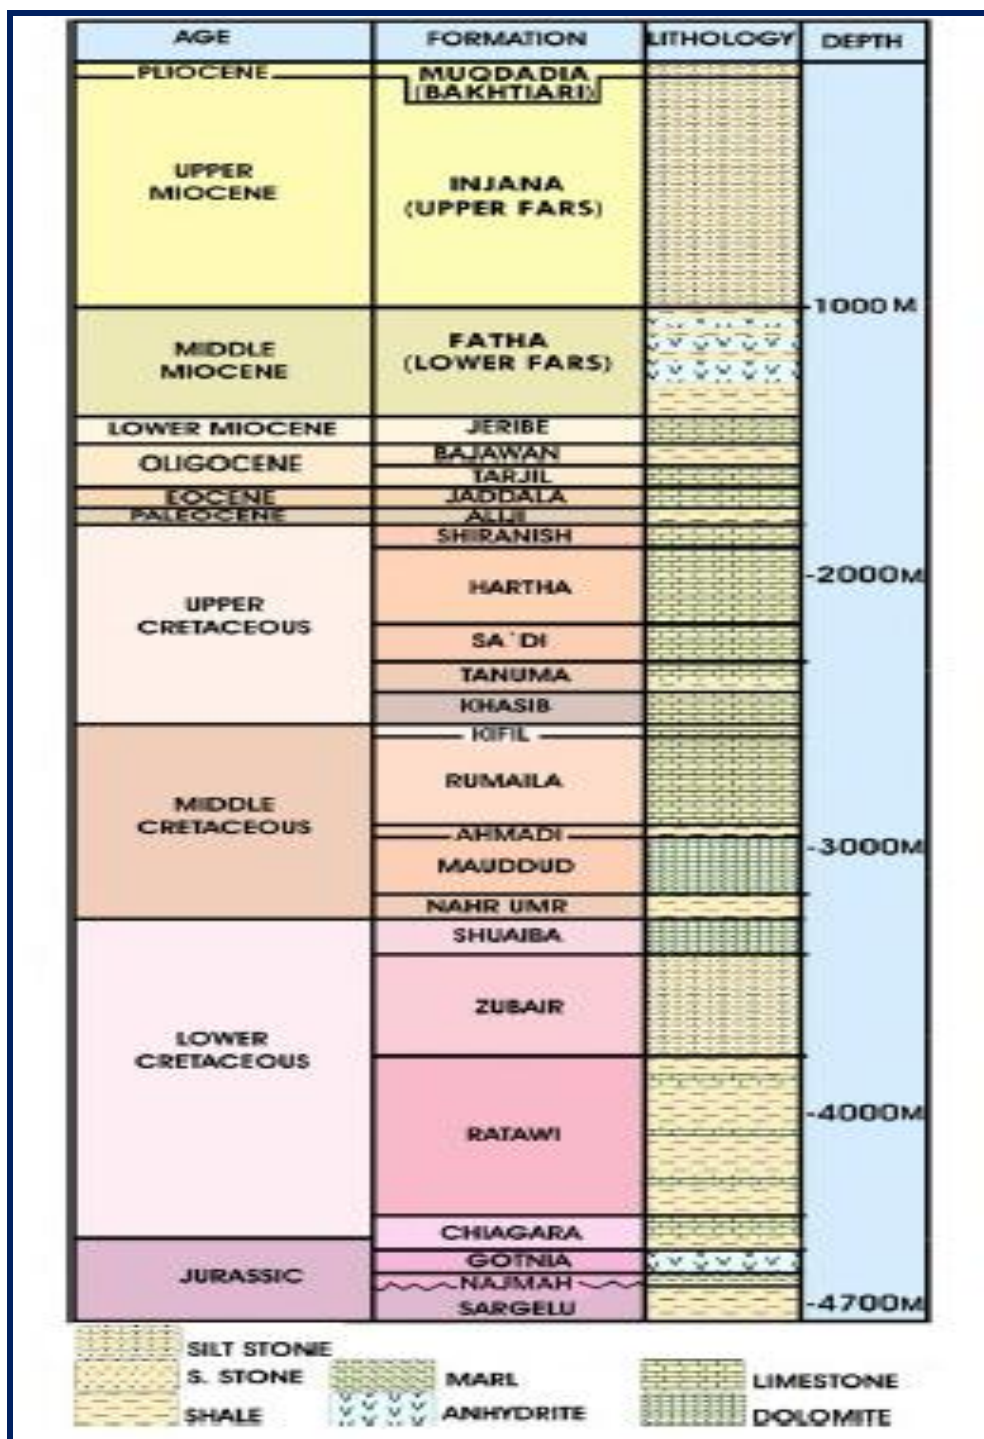 AGE FORMATION LITHOLOGY DEPTH
PLIOCENE MUQDADIA
(BAKHTIARI)
UPPER
MIOCENE
INJANA
(UPPER FARS)
-1000 M
MIDDLE
MIOCENE
FATHA
(LOWER FARS)
LOWER MIOCENE JERIBE
OLIGOCENE
BAJAWAN
TARJIL
EOCENE JADDALA
PALEOCENE ALIJI
UPPER
CRETACEOUS
SHIRANISH
-2000M
HARTHA
SA`DI
TANUMA
KHASIB
MIDDLE
CRETACEOUS
KIFIL
RUMAILA
AHMADI
-3000M
MAUDDUD
NAHR UMR
LOWER
CRETACEOUS
SHUAIBA
ZUBAIR
-4000M
RATAWI
CHIAGARA
JURASSIC
GOTNIA
NAJMAH
SARGELU
-4700M
SILT STONIE
S. STONE MARL LIMESTONE
SHALE ANHYDRITE DOLOMITE